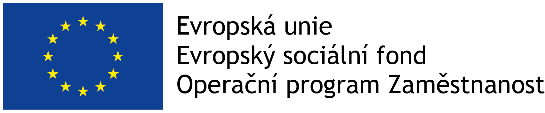 Evropská unie
Evropský sociální fond
Operační program Zaměstnanost